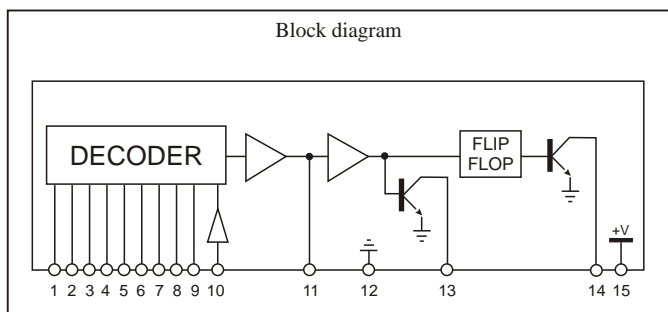 Block diagram
DECODER
FLIP
FLOP
+V
1 2 3 4 5 6 7 8 9 10 11 12 13 14 15